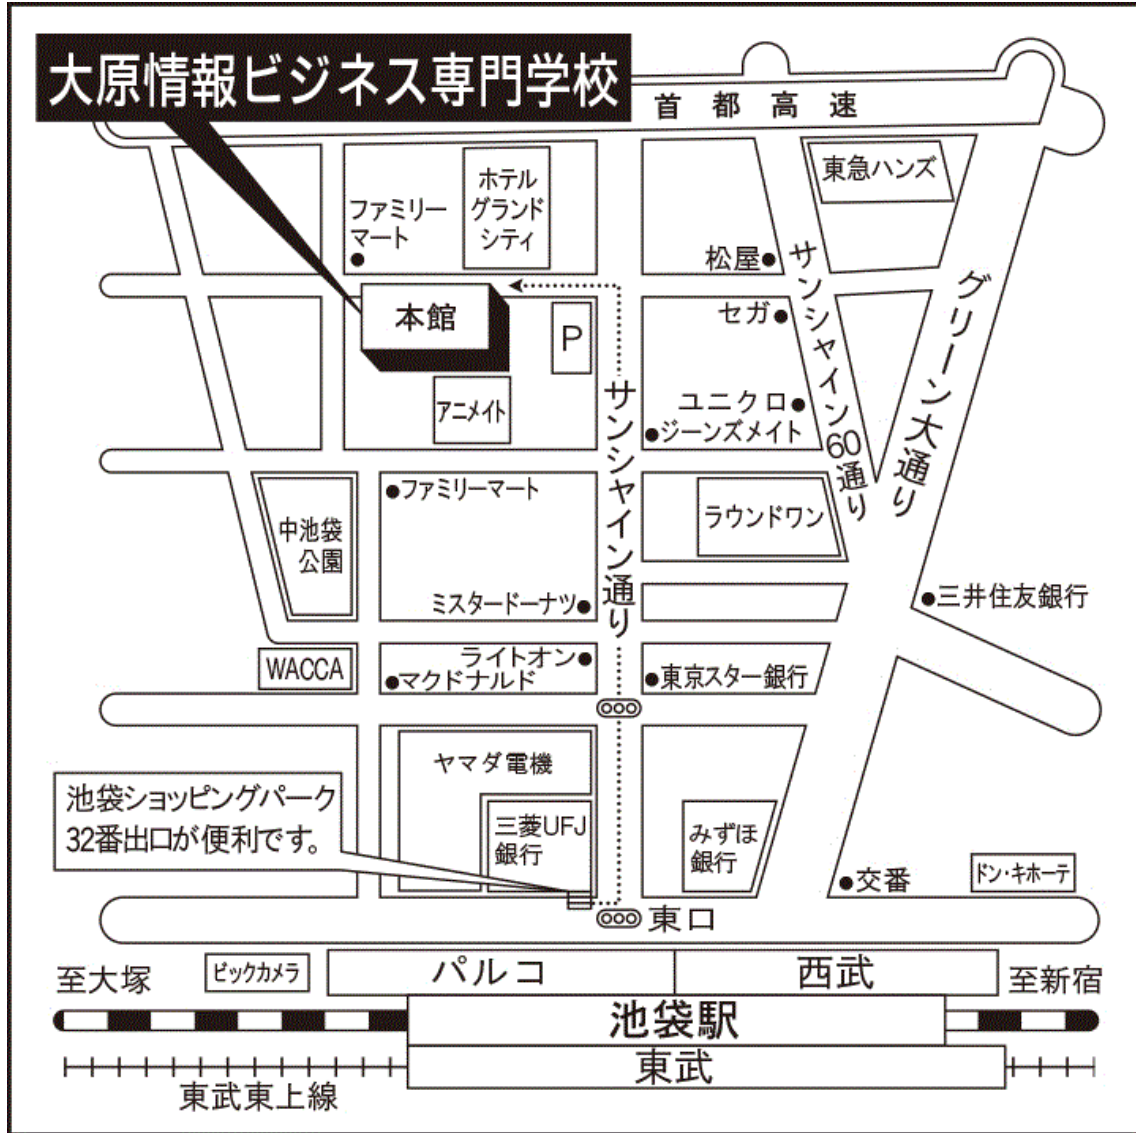 大原情報ビジネス専門学校
首都高速
東急ハンズ
ホテル
グランド
シティ
ファミリー
マート
松屋
サンシャイン60通り
グリーン大通り
本館
P
セガ
アニメイト
サンシャイン通り
ユニクロ
ジーンズメイト
中池袋
公園
ファミリーマート
ラウンドワン
ミスタードーナツ
三井住友銀行
WACCA
ライトオン
マクドナルド
東京スター銀行
ヤマダ電機
池袋ショッピングパーク
32番出口が便利です。
三菱UFJ
銀行
みずほ
銀行
交番
ドン・キホーテ
東口
至大塚
ビックカメラ
パルコ
西武
至新宿
池袋駅
東武
東武東上線